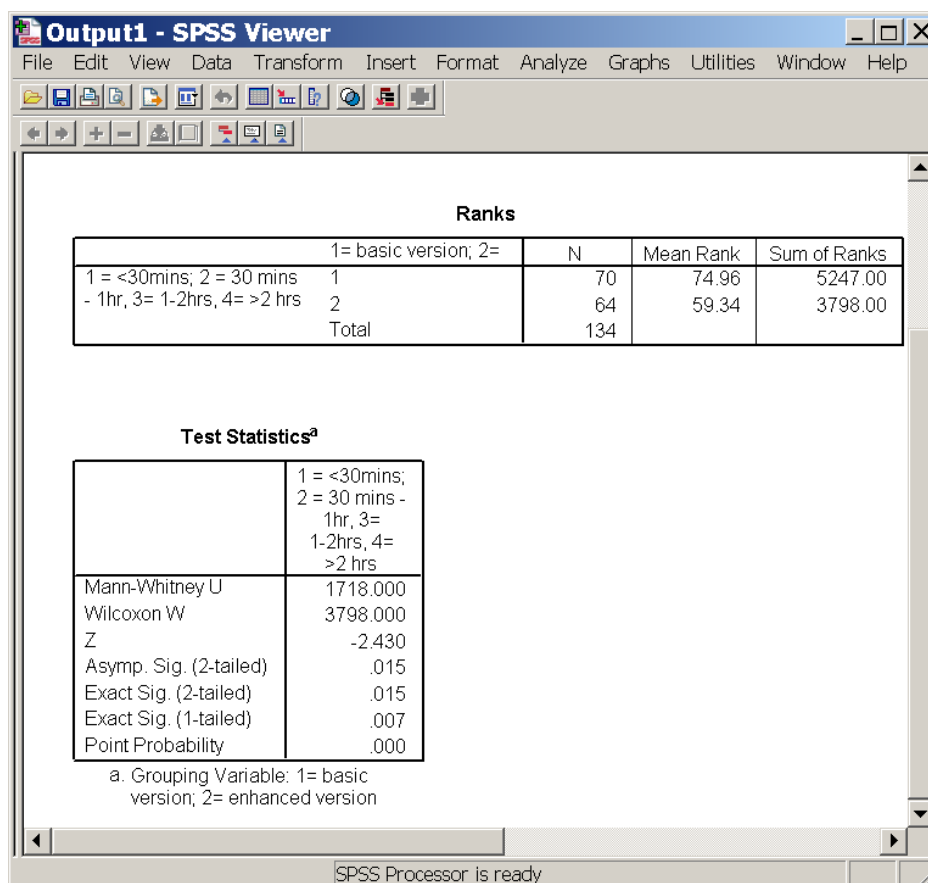 Output1 - SPSS Viewer
File Edit View Data Transform Insert Format Analyze Graphs Utilities Window Help
Ranks
1= basic version; 2= N Mean Rank Sum of Ranks
1 = <30mins; 2 = 30 mins 1 70 74.96 5247.00
- 1hr, 3= 1-2hrs, 4= >2 hrs 2 64 59.34 3798.00
Total 134
Test Statisticsa
1 = <30mins;
2 = 30 mins -
1hr, 3=
1-2hrs, 4=
>2 hrs
Mann-Whitney U 1718.000
Wilcoxon W 3798.000
Z -2.430
Asymp. Sig. (2-tailed) .015
Exact Sig. (2-tailed) .015
Exact Sig. (1-tailed) .007
Point Probability .000
a. Grouping Variable: 1= basic
version; 2= enhanced version
SPSS Processor is ready